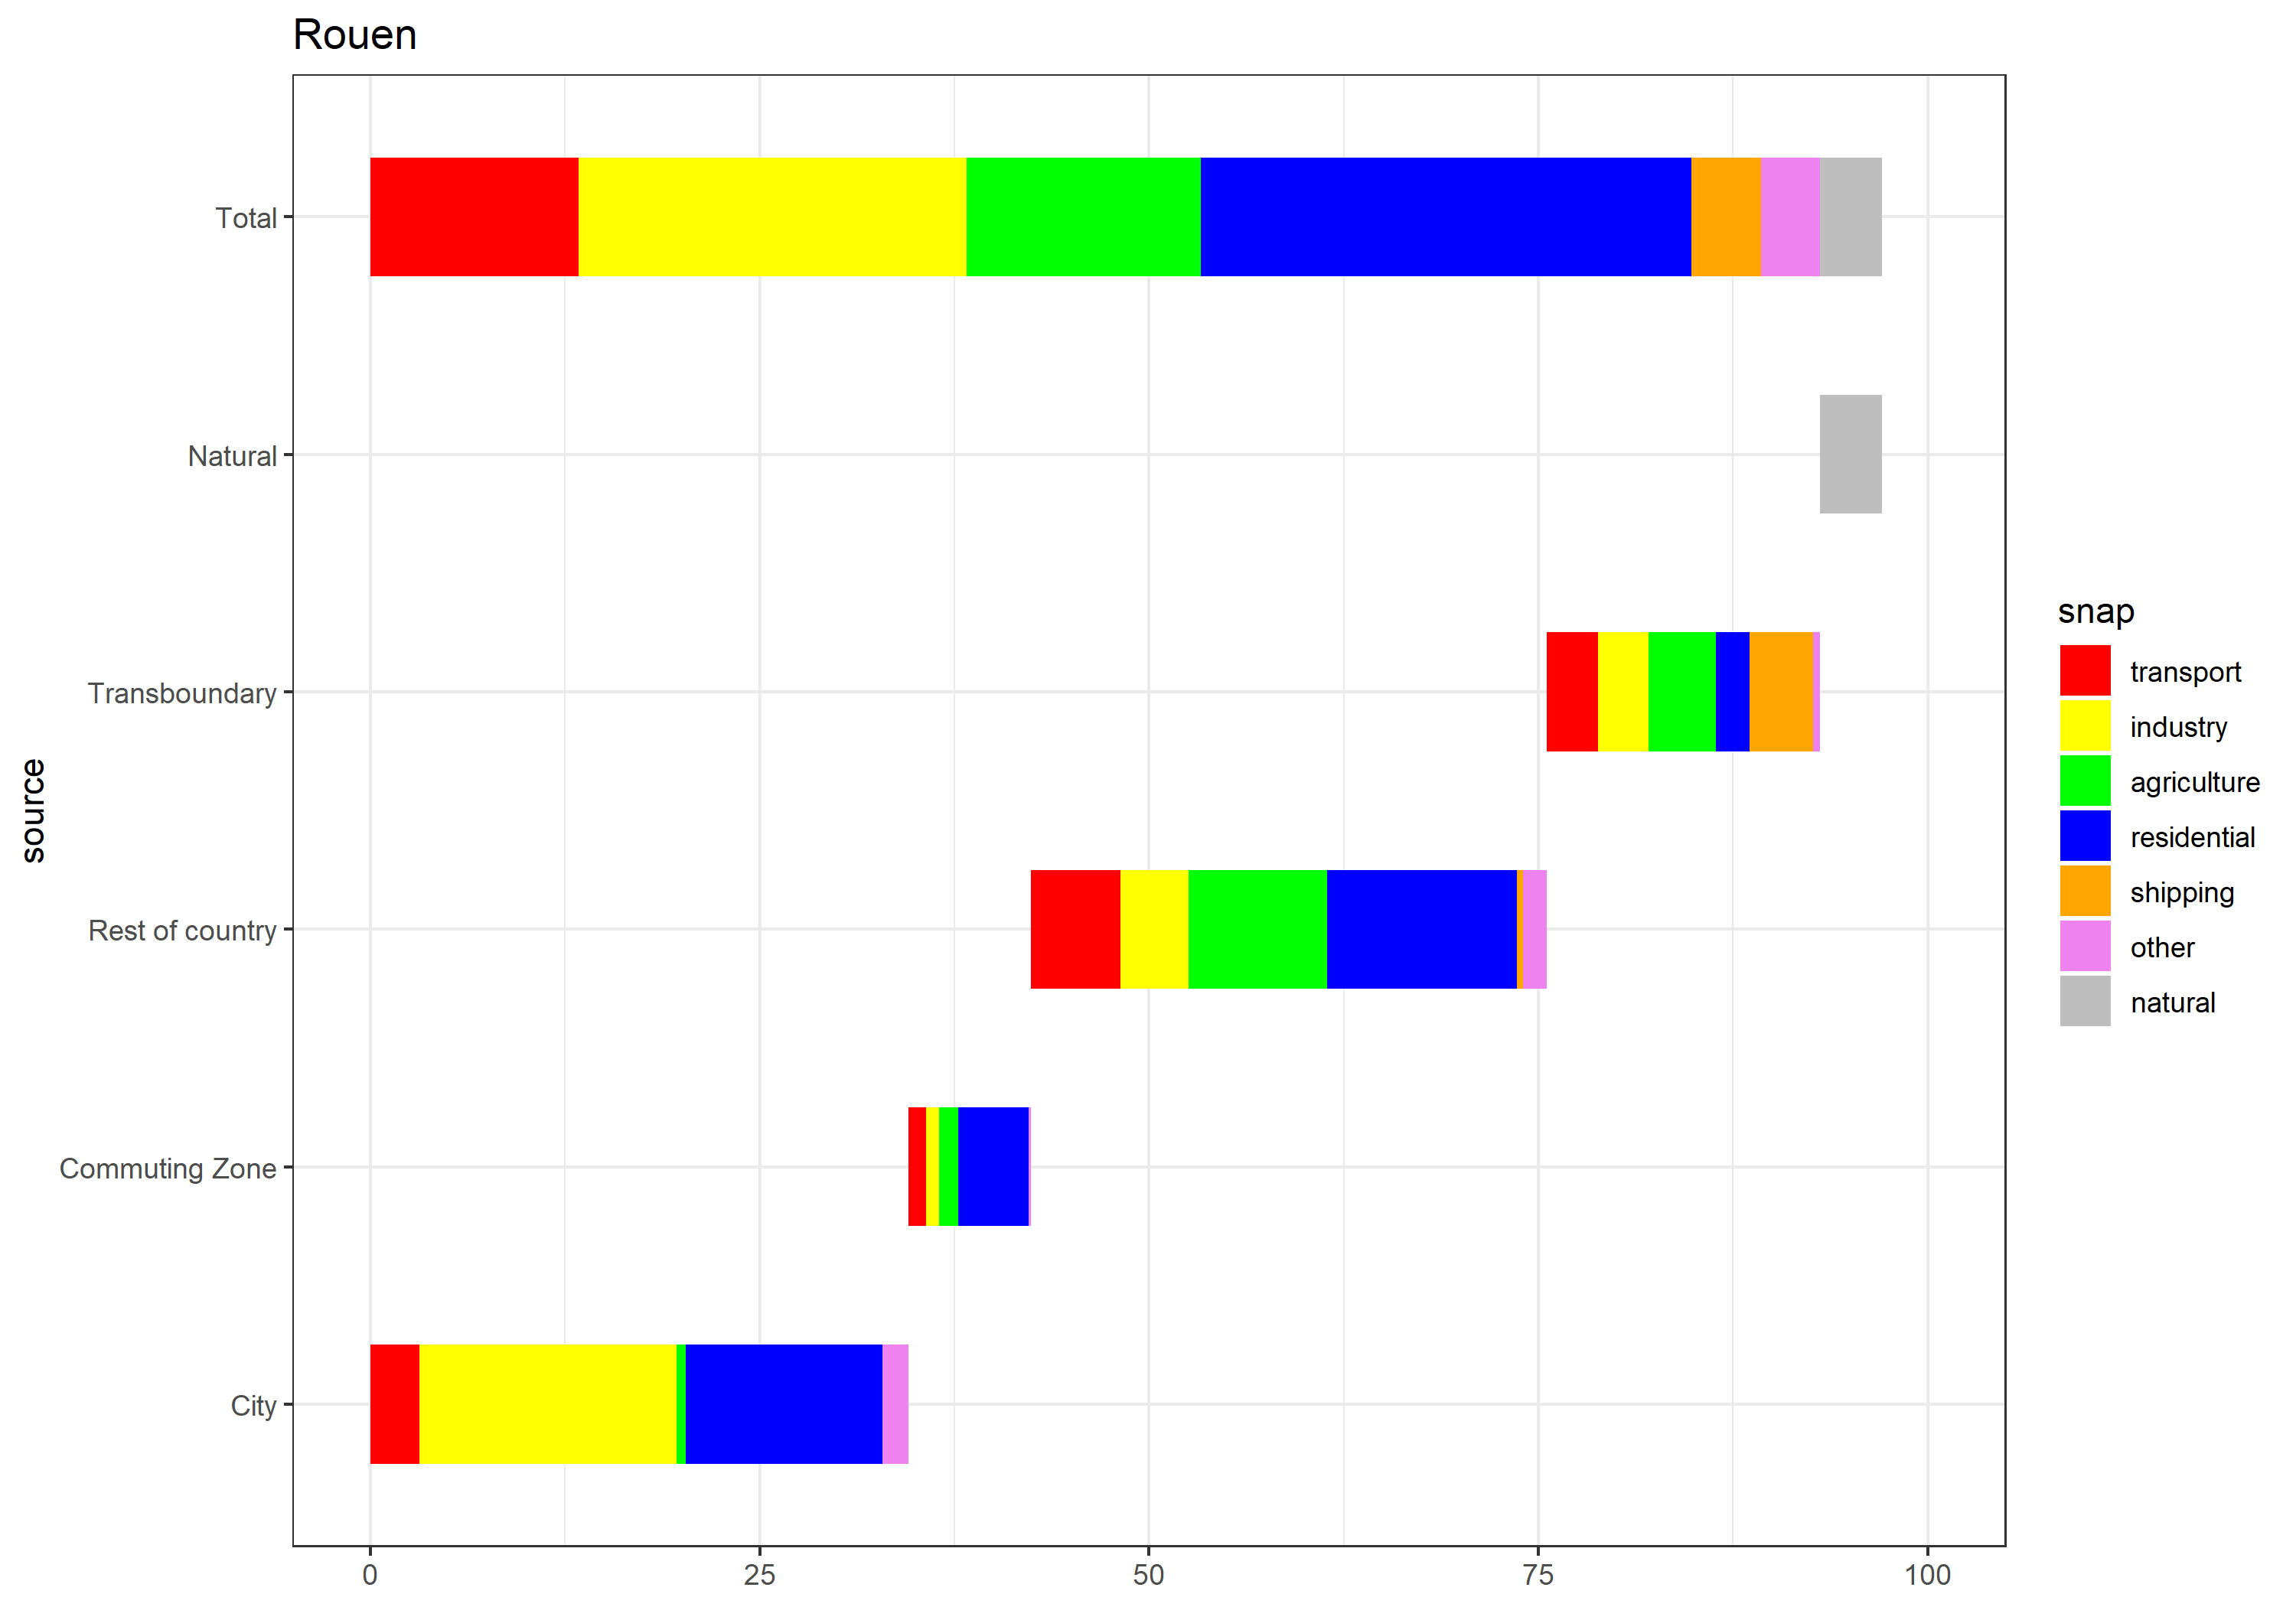 Rouen
source
Total
Natural
Transboundary
Rest of country
Commuting Zone
City
0 25 50 75 100
snap
transport
industry
agriculture
residential
shipping
other
natural